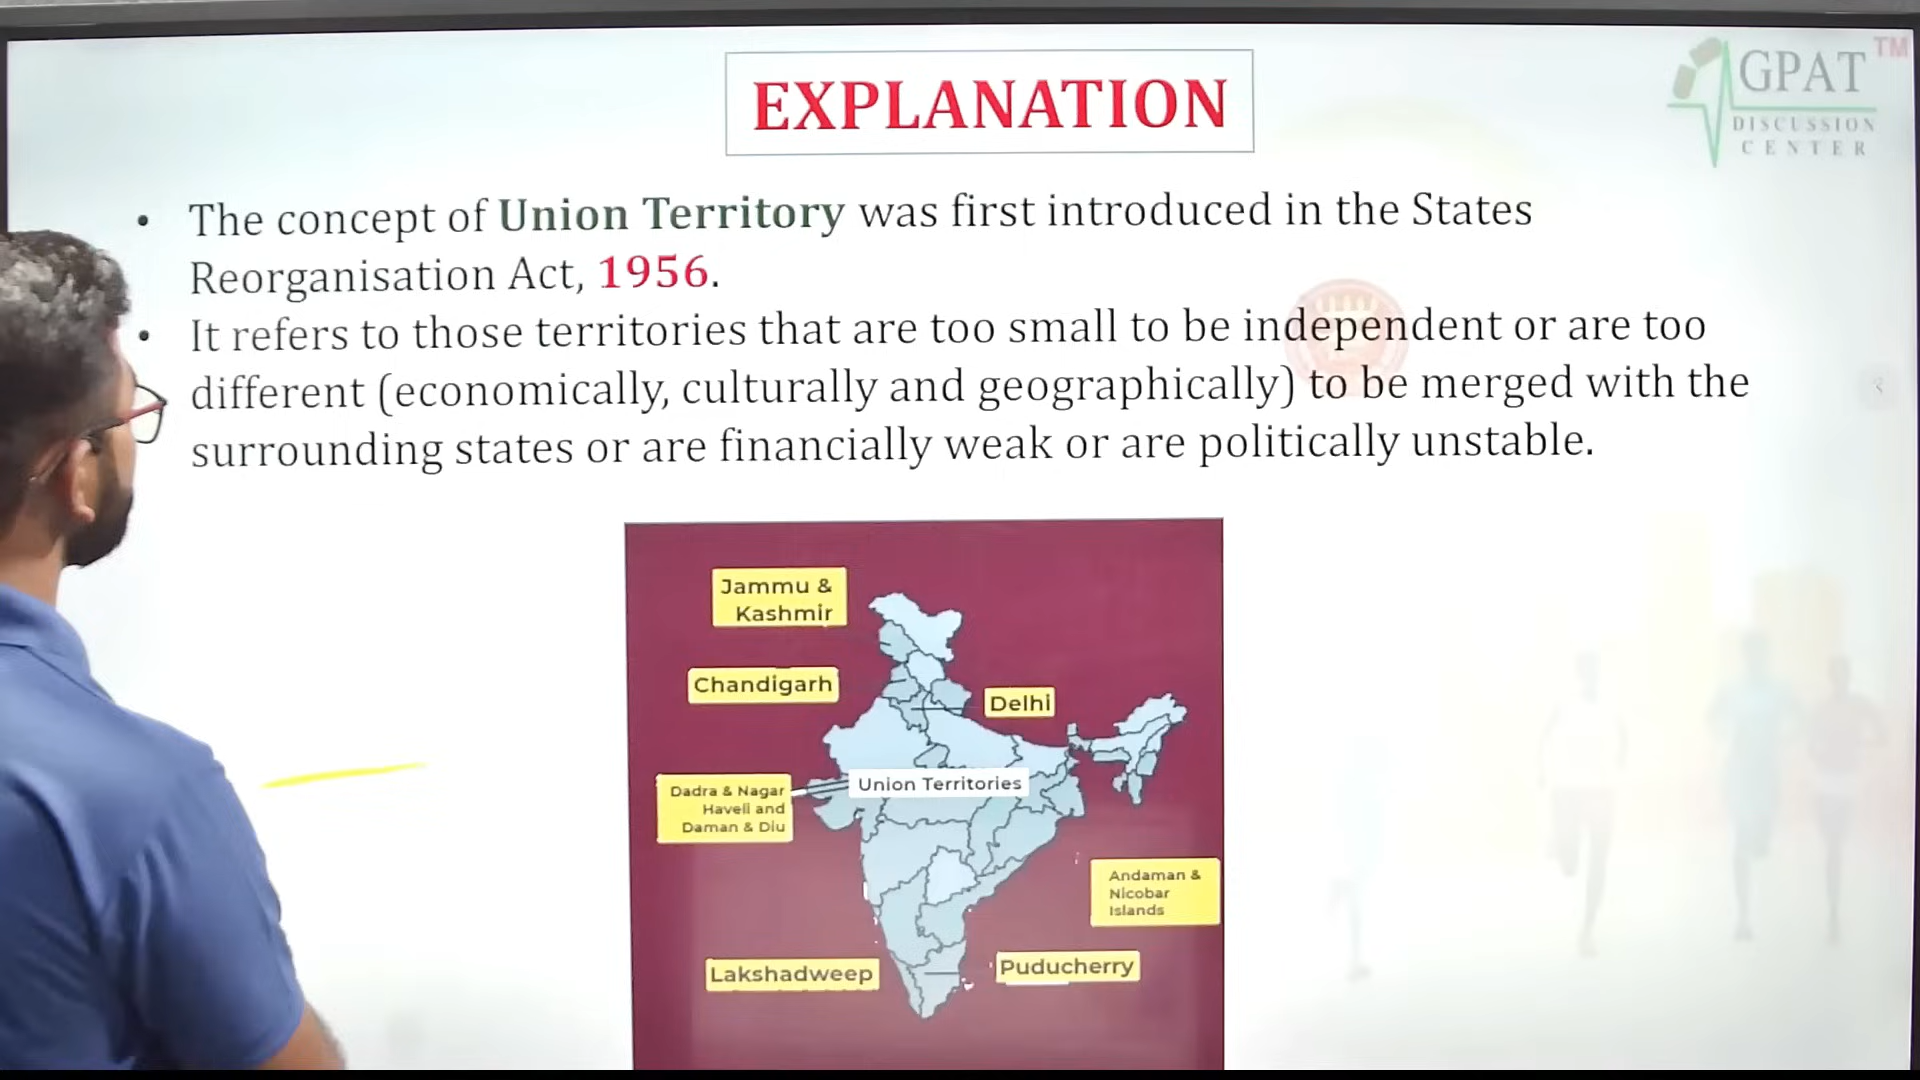 EXPLANATION
GPAT TM
DISCUSSION
CENTER
• The concept of Union Territory was first introduced in the States
Reorganisation Act, 1956.
• It refers to those territories that are too small to be independent or are too
different (economically, culturally and geographically) to be merged with the
surrounding states or are financially weak or are politically unstable.
Jammu &
Kashmir
Chandigarh
Delhi
Dadra & Nagar
Haveli and
Daman & Diu
Union Territories
Andaman &
Nicobar
Islands
Lakshadweep
Puducherry